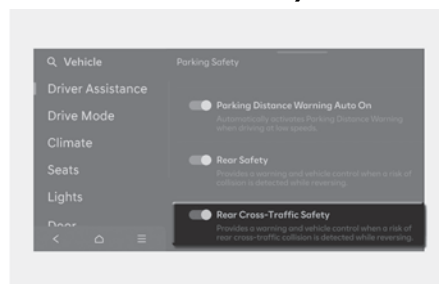 Vehicle
Parking Safety
Driver Assistance
Drive Mode
Climate
Seats
Lights
Door
Parking Distance Warning Auto On
Automatically activates Parking Distance Warning
when driving at low speeds.
Rear Safety
Provides a warning and vehicle control when a risk of
collision is detected while reversing.
Rear Cross-Traffic Safety
Provides a warning and vehicle control when a risk of
rear cross-traffic collision is detected while reversing.